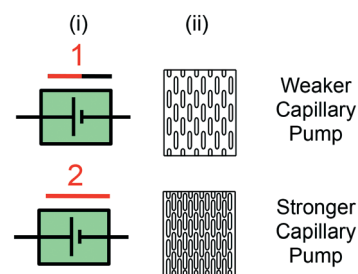 (i) (ii)
1
Weaker
Capillary
Pump
2
Stronger
Capillary
Pump